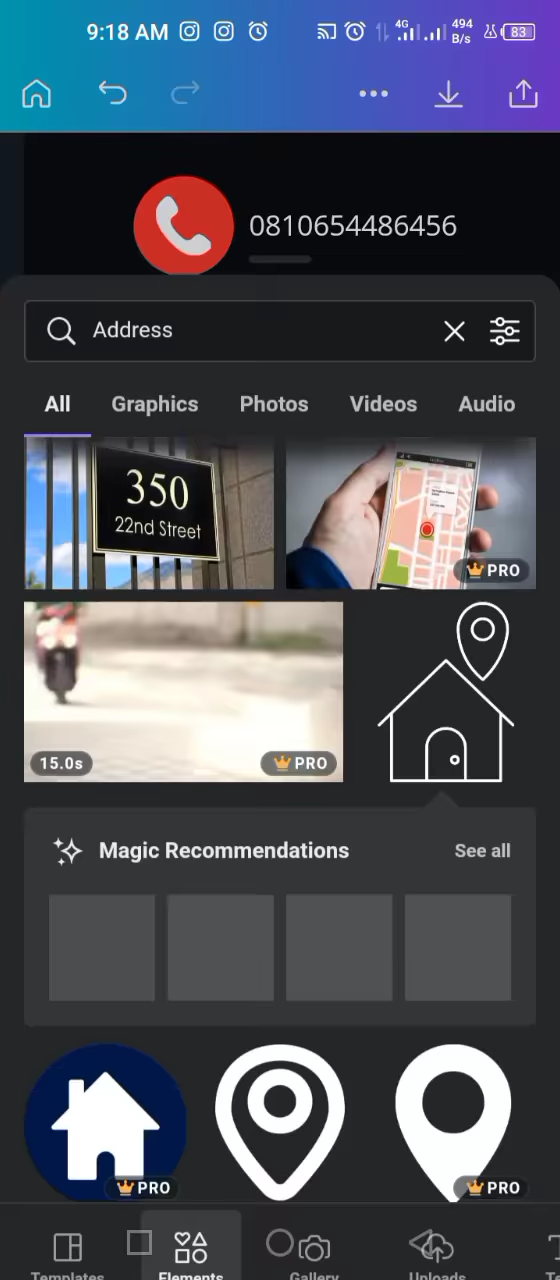 9:18 AM
4G
494
B/s
83
0810654486456
Address
All Graphics Photos Videos Audio
350
22nd Street
PRO
15.0s
PRO
Magic Recommendations
See all
PRO
PRO
Templates Elements Gallery Uploads